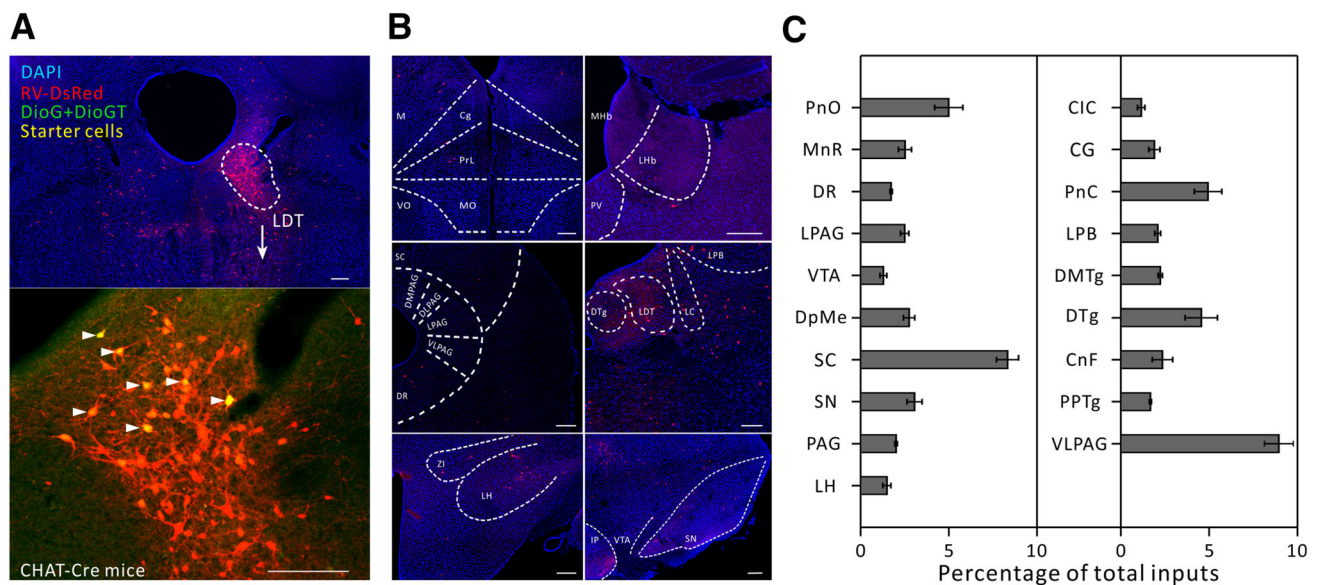 A
DAPI
RV-DsRed
DioG+DioGT
Starter cells
LDT
CHAT-Cre mice
B
M
Cg
PrL
VO
MO
MHb
LHb
PV
SC
DMPAG
DLPAG
LPAG
VLPAG
DR
LPB
DTg
LDT
LC
ZI
LH
IP
VTA
SN
C
PnO
MnR
DR
LPAG
VTA
DpMe
SC
SN
PAG
LH
CIC
CG
PnC
LPB
DMTg
DTg
CnF
PPTg
VLPAG
0 5 0 5 10
Percentage of total inputs